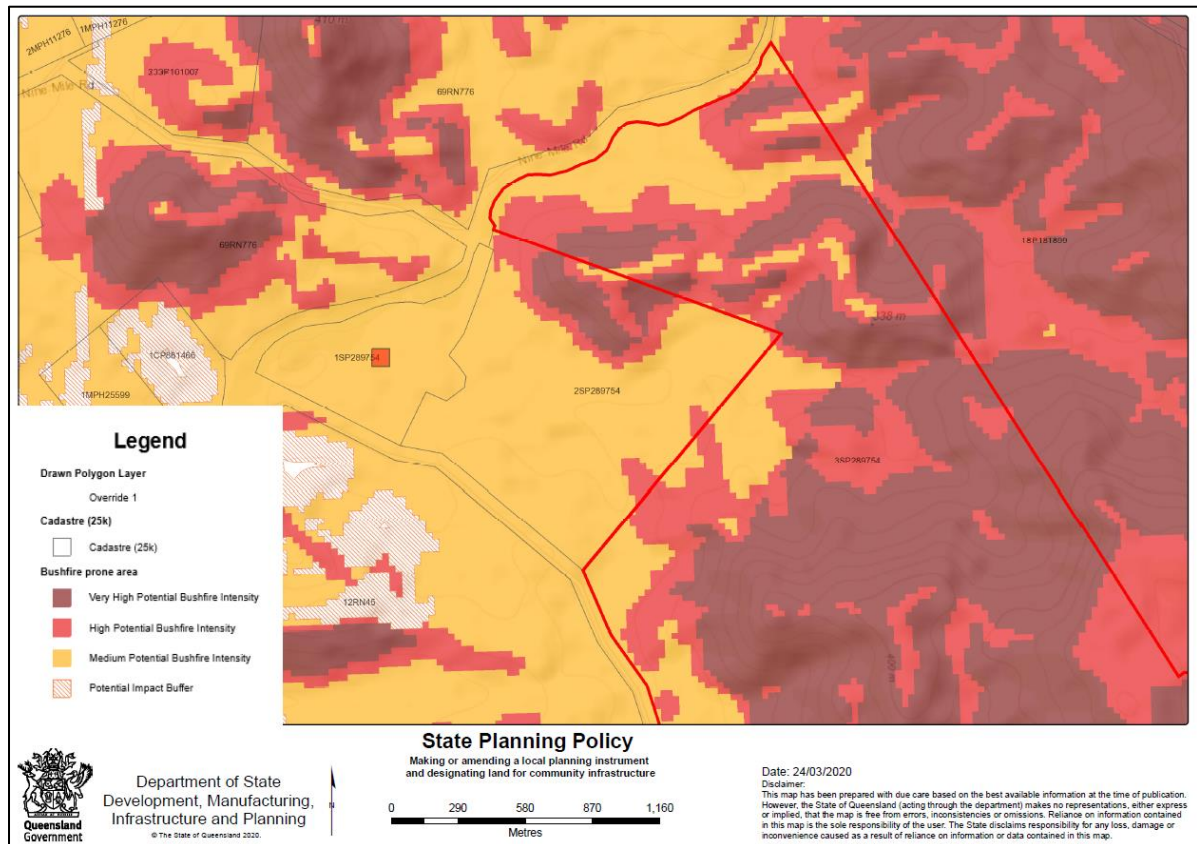 410 m
1MPH11276
2MPH11276
333P101007
Nine Mile Rd
69RN776
Nine Mile Rd
69RN776
18P181809
338 m
1SP289754
1CP881466
2SP289754
1MPH25599
3SP289754
12RN45
400 m
Legend
Drawn Polygon Layer
Override 1
Cadastre (25k)
Cadastre (25k)
Bushfire prone area
Very High Potential Bushfire Intensity
High Potential Bushfire Intensity
Medium Potential Bushfire Intensity
Potential Impact Buffer
Queensland
Government
Department of State
Development, Manufacturing,
Infrastructure and Planning
© The State of Queensland 2020.
N
State Planning Policy
Making or amending a local planning instrument
and designating land for community infrastructure
0 290 580 870 1,160
Metres
Date: 24/03/2020
Disclaimer:
This map has been prepared with due care based on the best available information at the time of publication.
However, the State of Queensland (acting through the department) makes no representations, either express
or implied, that the map is free from errors, inconsistencies or omissions. Reliance on information contained
in this map is the sole responsibility of the user. The State disclaims responsibility for any loss, damage or
inconvenience caused as a result of reliance on information or data contained in this map.